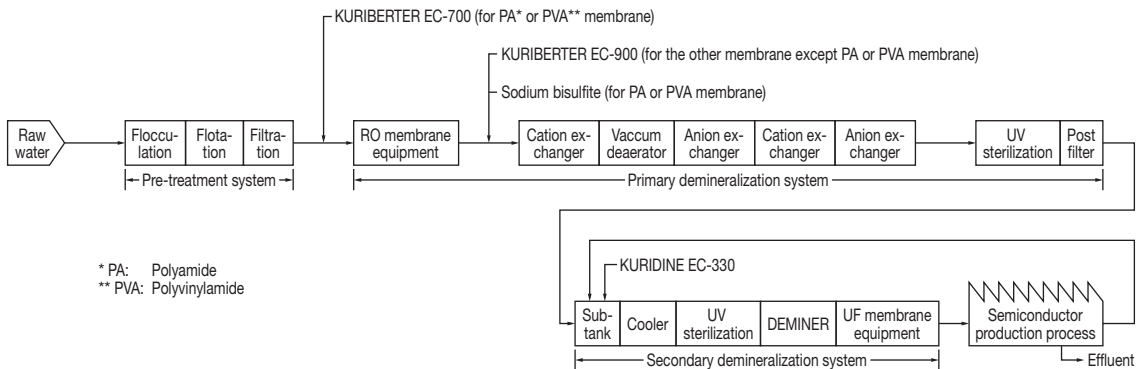 KURIBERTER EC-700 (for PA* or PVA** membrane)
KURIBERTER EC-900 (for the other membrane except PA or PVA membrane)
Sodium bisulfite (for PA or PVA membrane)
Raw
water
Floccu-
lation
Flota-
tion
Filtra-
tion
RO membrane
equipment
Cation ex-
changer
Vaccum
deaerator
Anion ex-
changer
Cation ex-
changer
Anion ex-
changer
UV
sterilization
Post
filter
Pre-treatment system
Primary demineralization system
* PA: Polyamide
** PVA: Polyvinylamide
KURIDINE EC-330
Sub-
tank
Cooler
UV
sterilization
DEMINER
UF membrane
equipment
Semiconductor
production process
Secondary demineralization system
Effluent